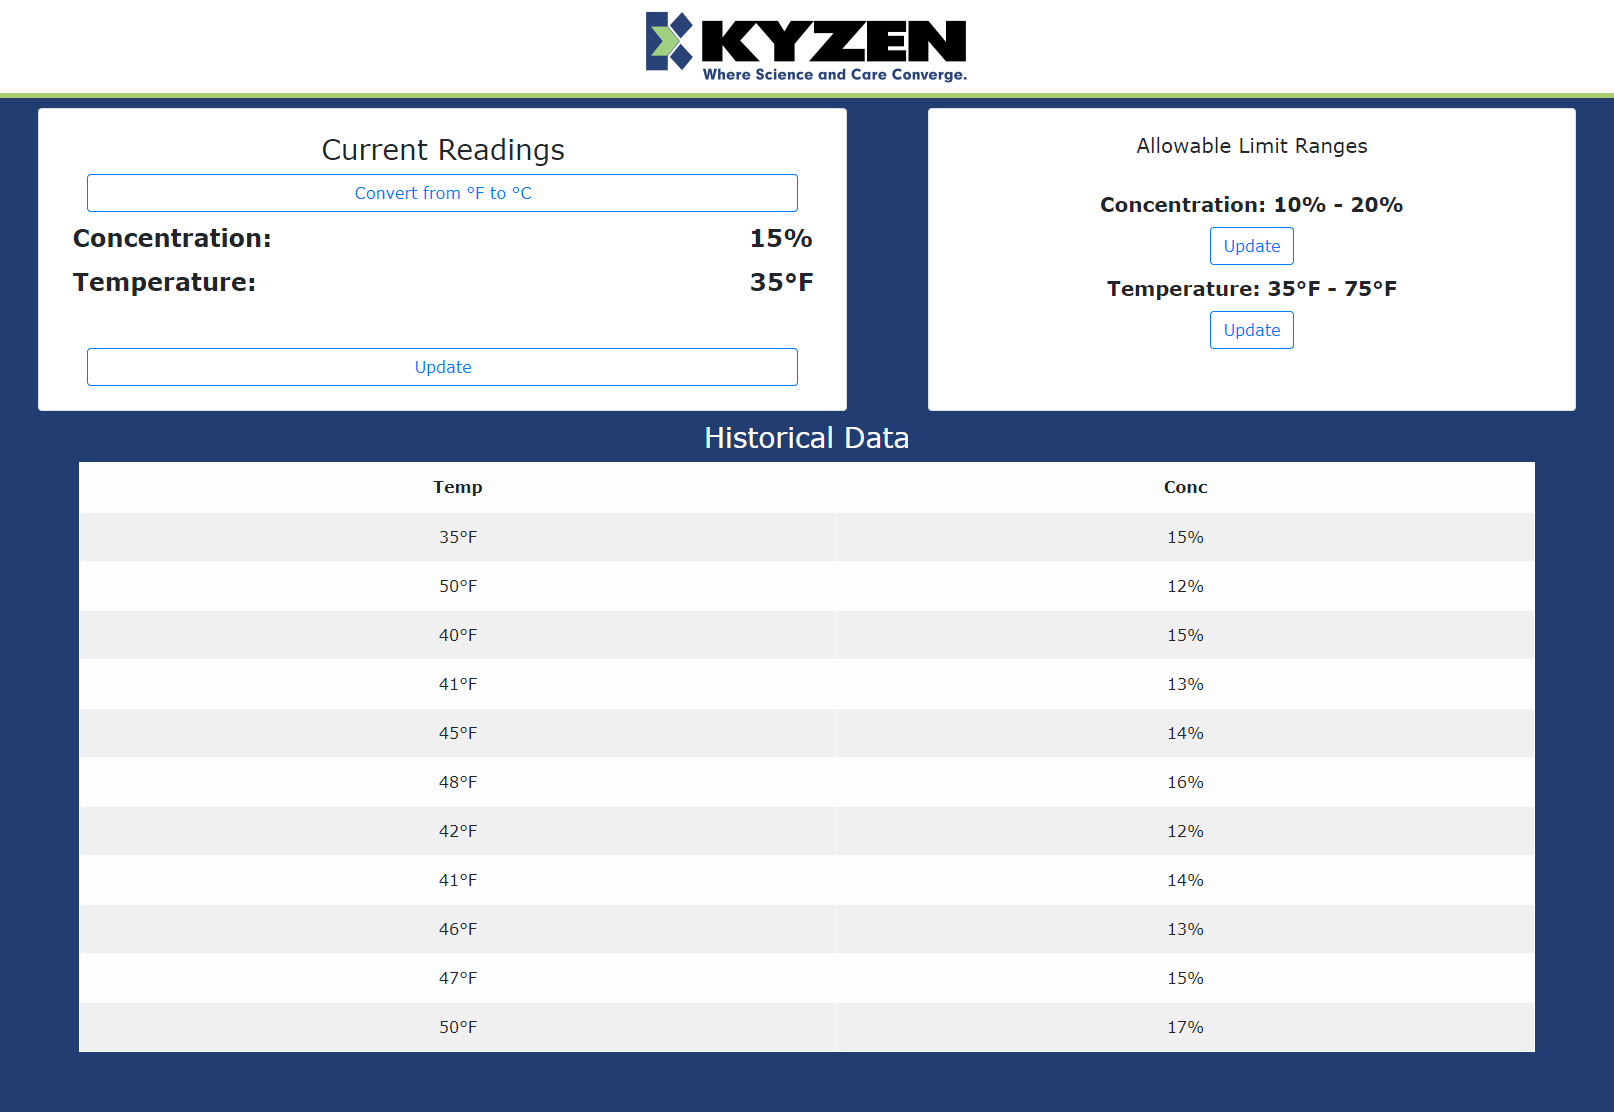 KYZEN
Where Science and Care Converge.
Current Readings
Convert from °F to °C
Concentration: 15%
Temperature: 35°F
Update
Allowable Limit Ranges
Concentration: 10% - 20%
Update
Temperature: 35°F - 75°F
Update
Historical Data
Temp Conc
35°F 15%
50°F 12%
40°F 15%
41°F 13%
45°F 14%
48°F 16%
42°F 12%
41°F 14%
46°F 13%
47°F 15%
50°F 17%